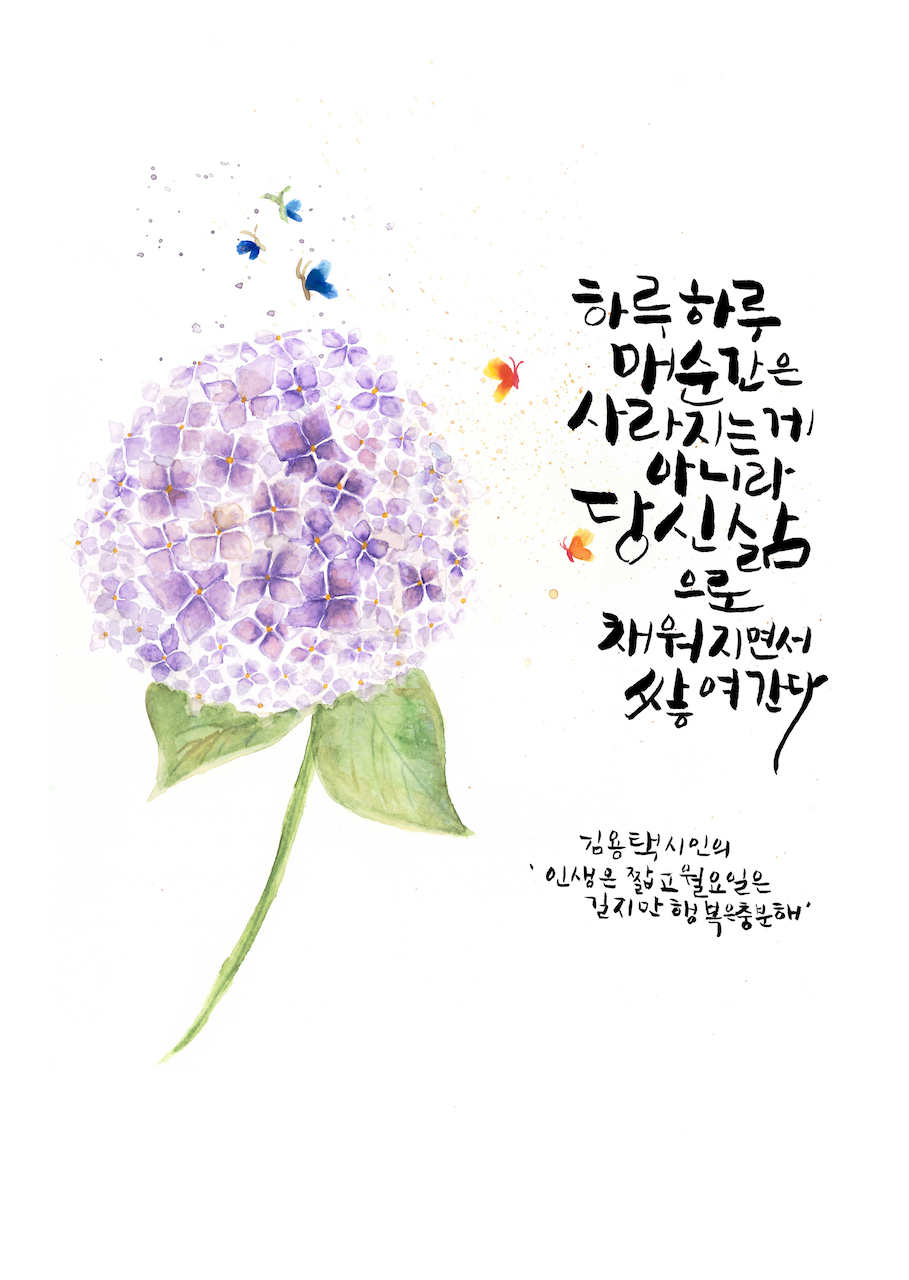 하루하루
매순간은
사라지는게
아니라
당신 삶
으로
채워지면서
쌓여간다
김용택 시인의
'인생은 짧고 월요일은
길지만 행복은 충분해'